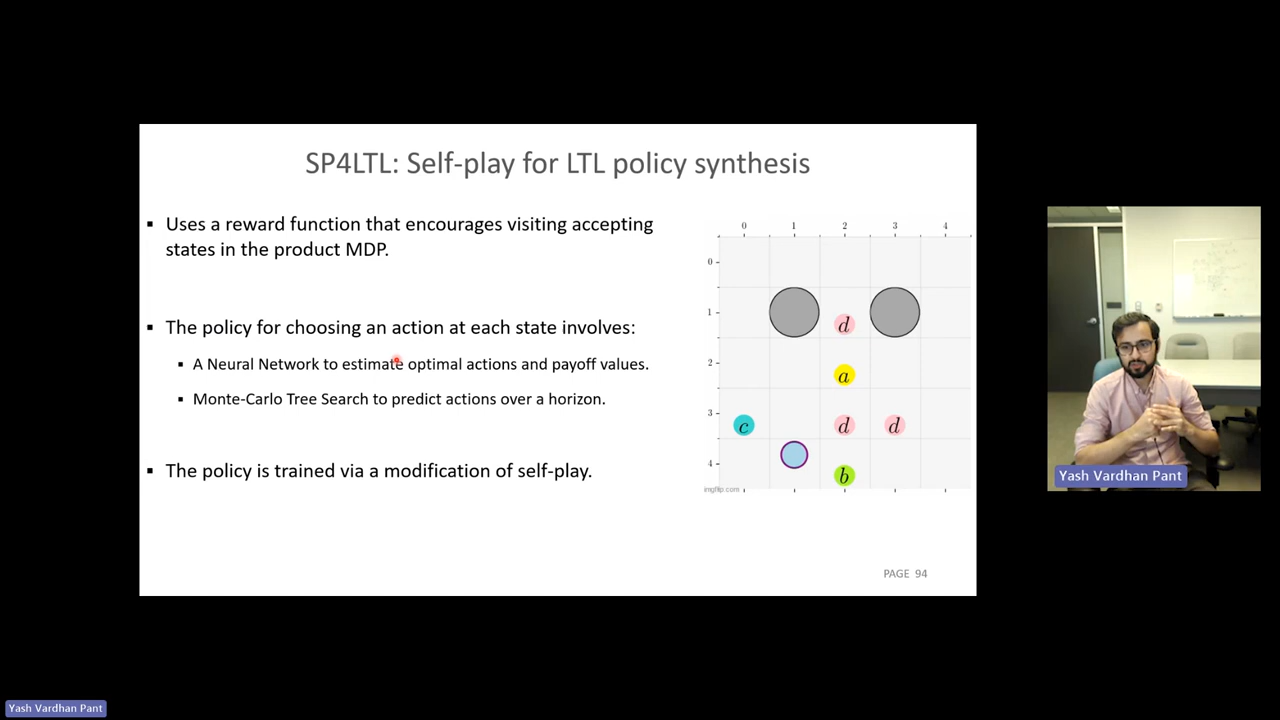 SP4LTL: Self-play for LTL policy synthesis
▪ Uses a reward function that encourages visiting accepting
states in the product MDP.
▪ The policy for choosing an action at each state involves:
▪ A Neural Network to estimate optimal actions and payoff values.
▪ Monte-Carlo Tree Search to predict actions over a horizon.
▪ The policy is trained via a modification of self-play.
0 1 2 3 4
0
1
d
2
a
3
c d d
4
b
imgflip.com
PAGE 94
Yash Vardhan Pant
Yash Vardhan Pant